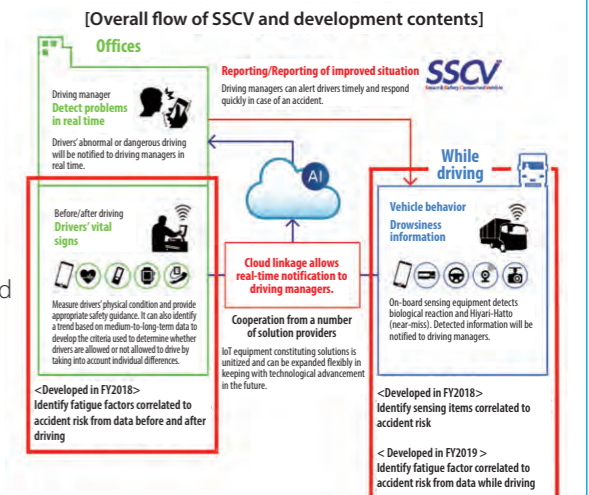 [Overall flow of SSCV and development contents]
Offices
Driving manager
Detect problems
in real time
Drivers' abnormal or dangerous driving
will be notified to driving managers in
real time.
Reporting/Reporting of improved situation
Driving managers can alert drivers timely and respond
quickly in case of an accident.
SSCV
Smart & Safety Connected Vehicle
AI
While
driving
Before/after driving
Drivers' vital
signs
Measure drivers' physical condition and provide
appropriate safety guidance. It can also identify
a trend based on medium-to-long-term data to
develop the criteria used to determine whether
drivers are allowed or not allowed to drive by
taking into account individual differences.
<Developed in FY2018>
Identify fatigue factors correlated to
accident risk from data before and after
driving
Cloud linkage allows
real-time notification to
driving managers.
Cooperation from a number
of solution providers
IoT equipment constituting solutions is
unitized and can be expanded flexibly in
keeping with technological advancement
in the future.
Vehicle behavior
Drowsiness
information
On-board sensing equipment detects
biological reaction and Hiyari-Hatto
(near-miss). Detected information will be
notified to driving managers.
<Developed in FY2018>
Identify sensing items correlated to
accident risk
< Developed in FY2019 >
Identify fatigue factor correlated to
accident risk from data while driving